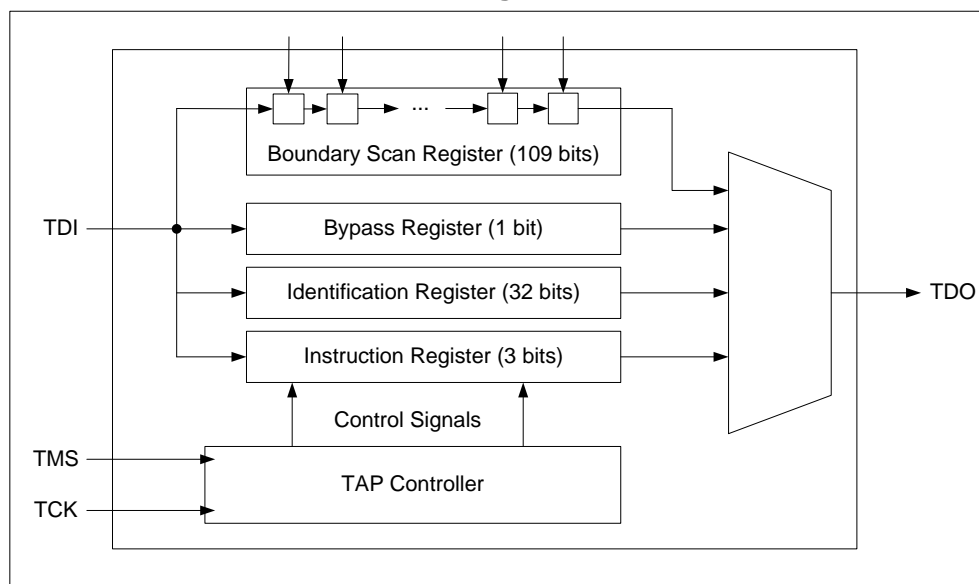 ...
Boundary Scan Register (109 bits)
TDI
Bypass Register (1 bit)
Identification Register (32 bits)
TDO
Instruction Register (3 bits)
Control Signals
TMS
TAP Controller
TCK